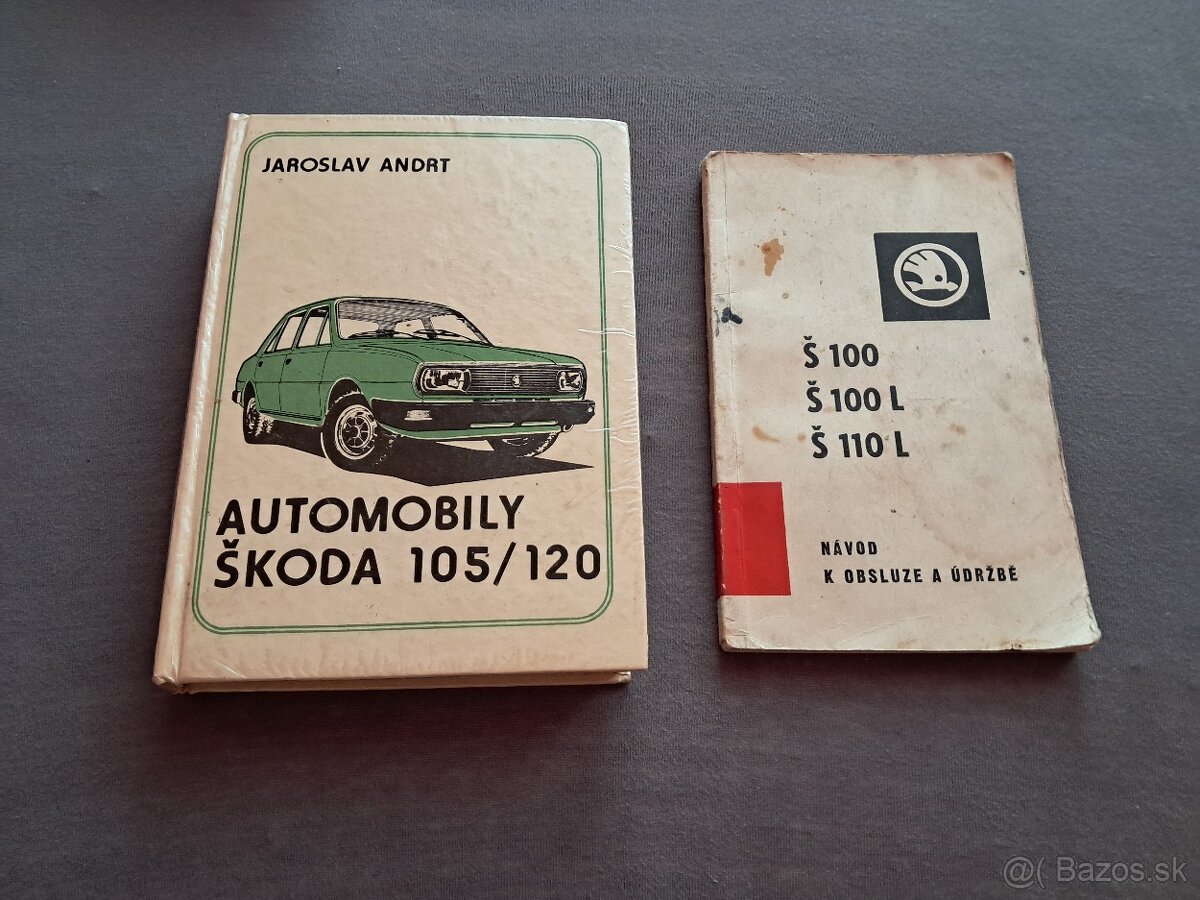 JAROSLAV ANDRT
AUTOMOBILY
ŠKODA 105/120
Š 100
Š 100 L
Š 110 L
NÁVOD
K OBSLUZE A ÚDRŽBĚ
@( Bazos.sk